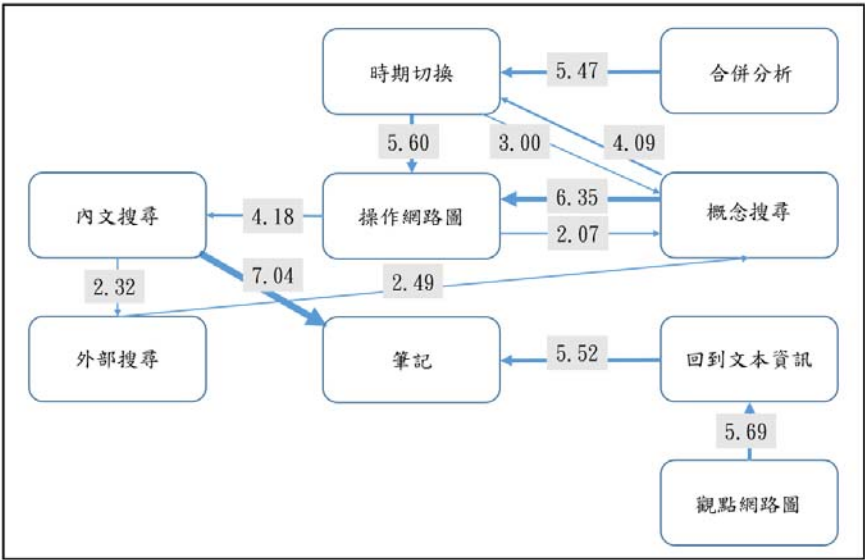 時期切換
5.47
合併分析
5.60
3.00
4.09
內文搜尋
4.18
操作網路圖
6.35
2.07
概念搜尋
2.32
7.04
2.49
外部搜尋
筆記
5.52
回到文本資訊
5.69
觀點網路圖